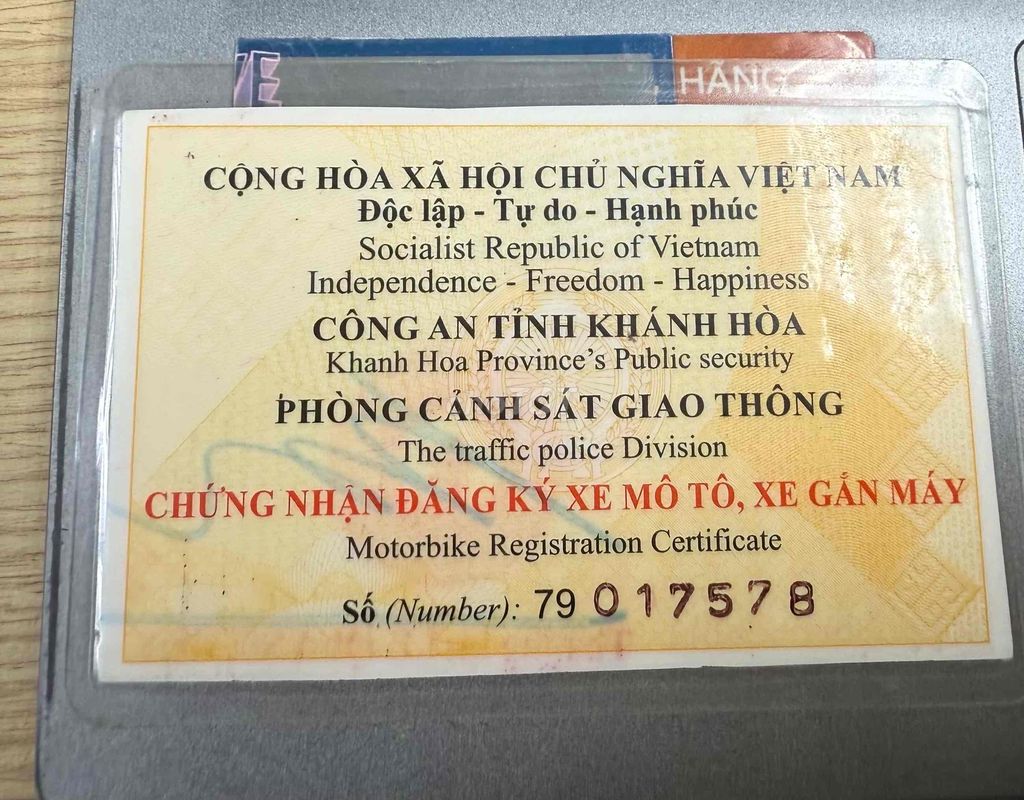 HÃNG
CỘNG HÒA XÃ HỘI CHỦ NGHĨA VIỆT NAM
Độc lập - Tự do - Hạnh phúc
Socialist Republic of Vietnam
Independence - Freedom - Happiness
CÔNG AN TỈNH KHÁNH HÒA
Khanh Hoa Province's Public security
PHÒNG CẢNH SÁT GIAO THÔNG
The traffic police Division
CHỨNG NHẬN ĐĂNG KÝ XE MÔ TÔ, XE GẮN MÁY
Motorbike Registration Certificate
Số (Number): 79 017578